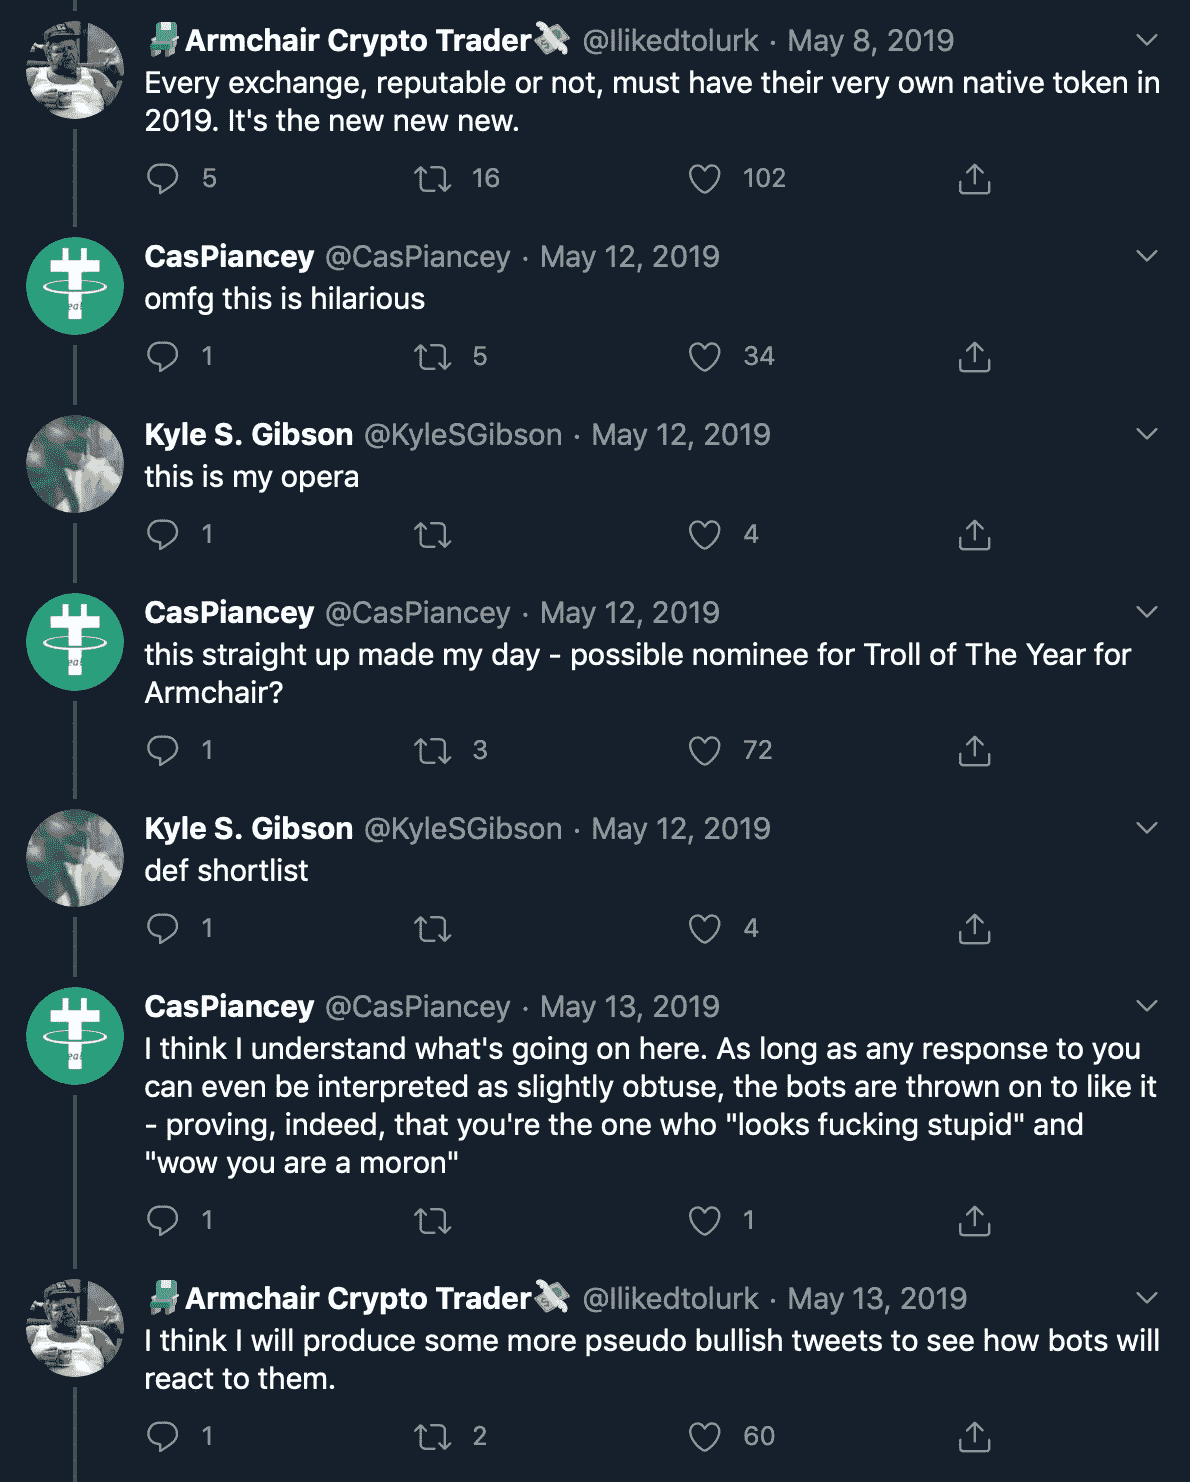 Armchair Crypto Trader @llikedtolurk · May 8, 2019
Every exchange, reputable or not, must have their very own native token in
2019. It's the new new new.
5 16 102
CasPiancey @CasPiancey · May 12, 2019
omfg this is hilarious
1 5 34
Kyle S. Gibson @KyleSGibson · May 12, 2019
this is my opera
1 4
CasPiancey @CasPiancey · May 12, 2019
this straight up made my day - possible nominee for Troll of The Year for
Armchair?
1 3 72
Kyle S. Gibson @KyleSGibson · May 12, 2019
def shortlist
1 4
CasPiancey @CasPiancey · May 13, 2019
I think I understand what's going on here. As long as any response to you
can even be interpreted as slightly obtuse, the bots are thrown on to like it
- proving, indeed, that you're the one who "looks fucking stupid" and
"wow you are a moron"
1 1
Armchair Crypto Trader @llikedtolurk · May 13, 2019
I think I will produce some more pseudo bullish tweets to see how bots will
react to them.
1 2 60